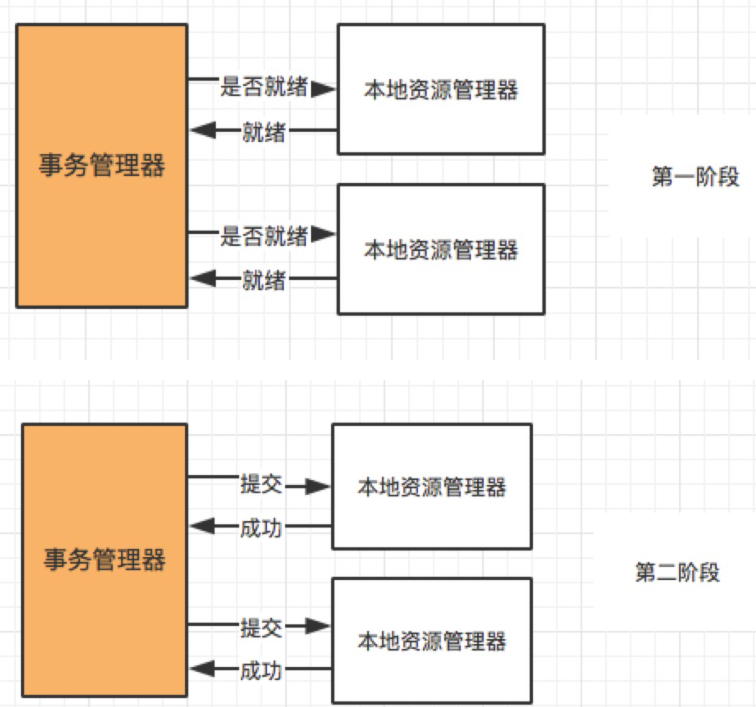 事务管理器
是否就绪
就绪
本地资源管理器
是否就绪
就绪
本地资源管理器
第一阶段
事务管理器
提交
成功
本地资源管理器
提交
成功
本地资源管理器
第二阶段